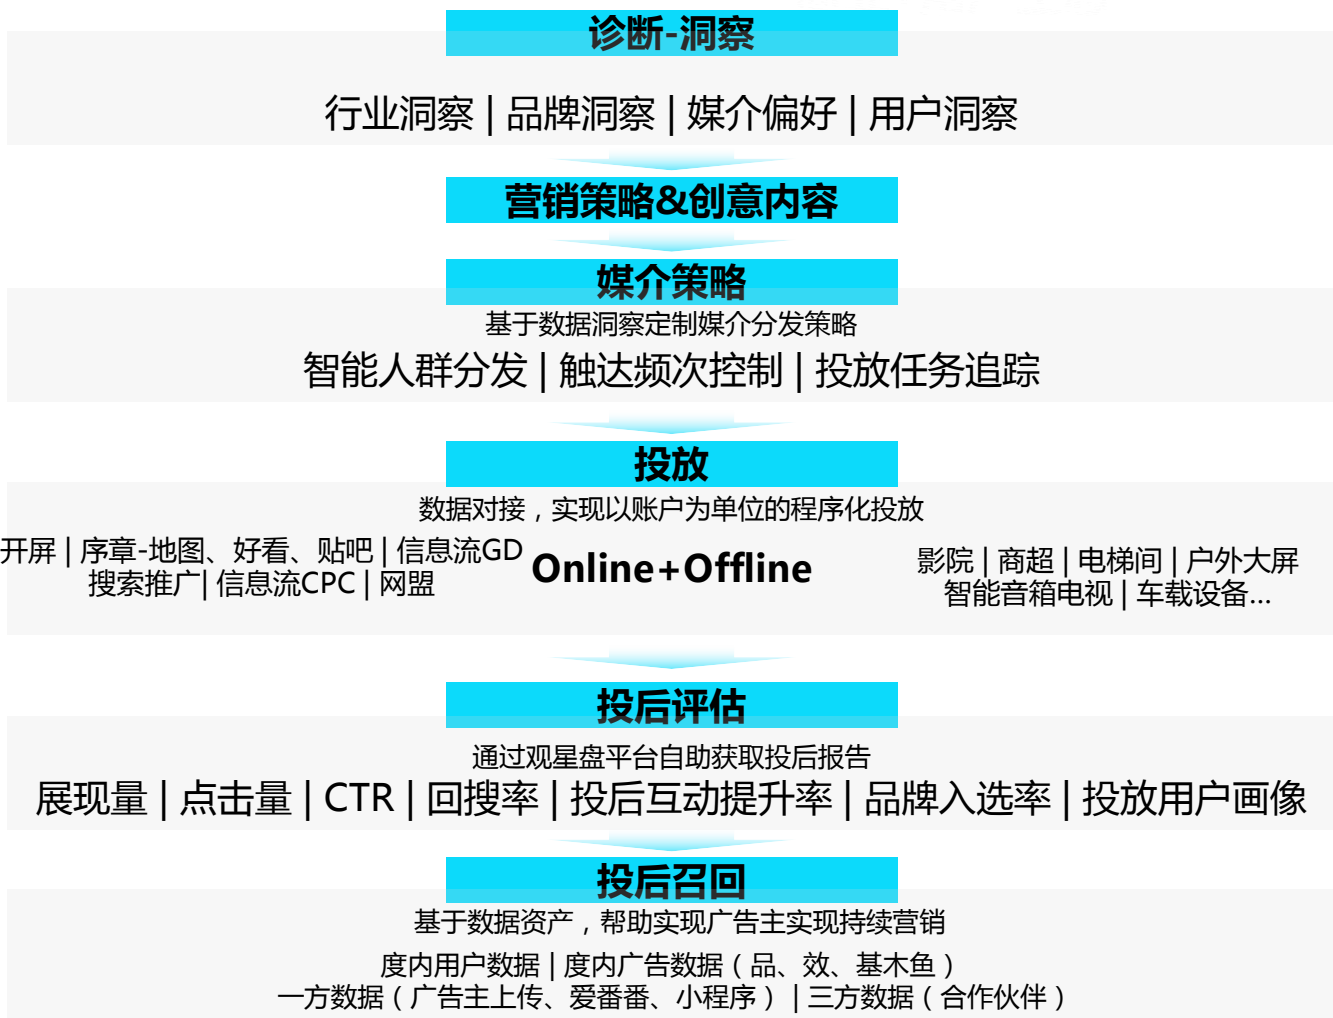 诊断-洞察
行业洞察 | 品牌洞察 | 媒介偏好 | 用户洞察
营销策略&创意内容
媒介策略
基于数据洞察定制媒介分发策略
智能人群分发 | 触达频次控制 | 投放任务追踪
投放
数据对接，实现以账户为单位的程序化投放
开屏 | 序章-地图、好看、贴吧 | 信息流GD
搜索推广| 信息流CPC | 网盟
Online+Offline
影院 | 商超 | 电梯间 | 户外大屏
智能音箱电视 | 车载设备...
投后评估
通过观星盘平台自助获取投后报告
展现量 | 点击量 | CTR | 回搜率 | 投后互动提升率 | 品牌入选率 | 投放用户画像
投后召回
基于数据资产，帮助实现广告主实现持续营销
度内用户数据 | 度内广告数据（品、效、基木鱼）
一方数据（广告主上传、爱番番、小程序） | 三方数据（合作伙伴）